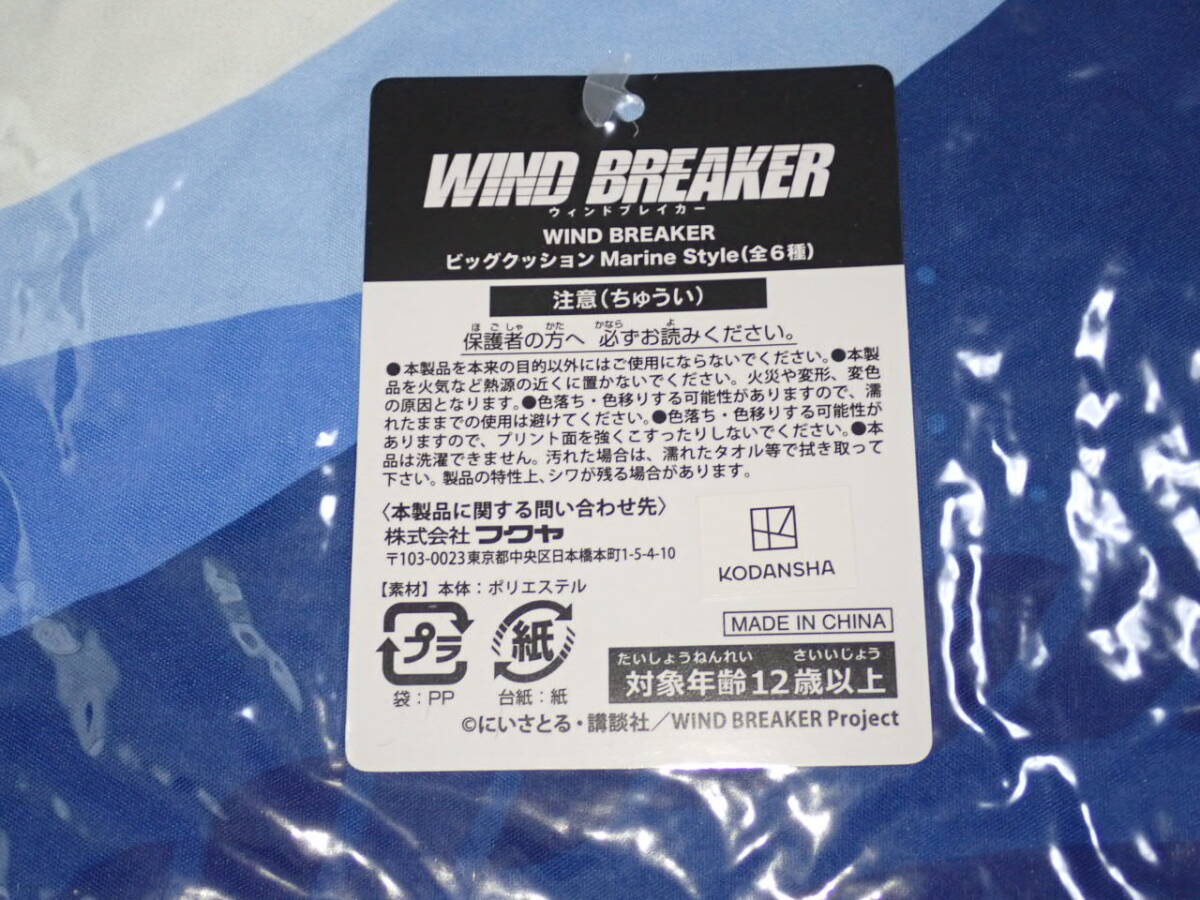 WIND BREAKER
ウィンドブレイカー
WIND BREAKER
ビッグクッション Marine Style(全6種)
注意(ちゅうい)
ほごしゃ かた かなら よ
保護者の方へ 必ずお読みください。
●本製品を本来の目的以外にはご使用にならないでください。●本製
品を火気など熱源の近くに置かないでください。火災や変形、変色
の原因となります。●色落ち・色移りする可能性がありますので、濡
れたままでの使用は避けてください。●色落ち・色移りする可能性が
ありますので、プリント面を強くこすったりしないでください。●本
品は洗濯できません。汚れた場合は、濡れたタオル等で拭き取って
下さい。製品の特性上、シワが残る場合があります。
〈本製品に関する問い合わせ先〉
株式会社 フクヤ
〒103-0023 東京都中央区日本橋本町1-5-4-10
KODANSHA
【素材】本体:ポリエステル
MADE IN CHINA
プラ
紙
袋:PP
台紙:紙
たいしょうねんれい さいいじょう
対象年齢12歳以上
©にいさとる・講談社/WIND BREAKER Project